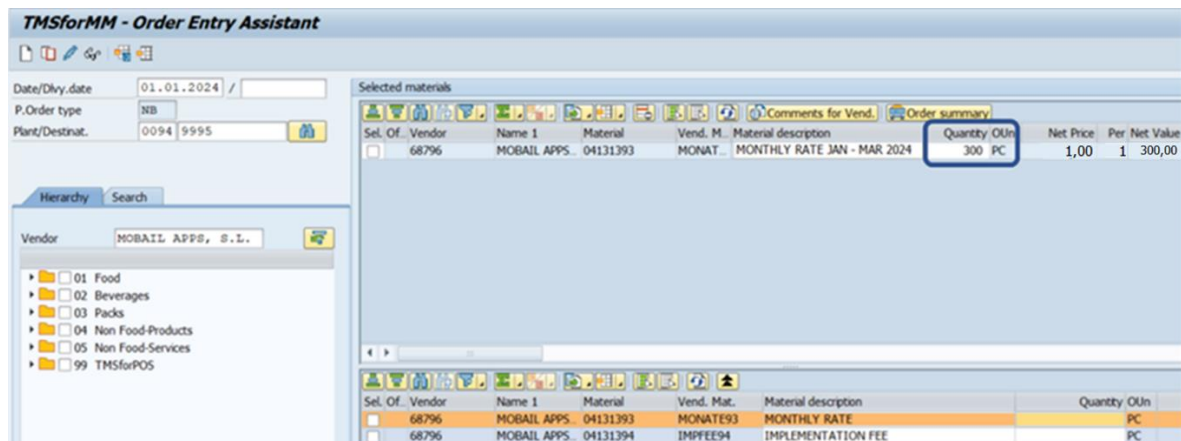 TMSforMM - Order Entry Assistant
Date/Dlvy.date 01.01.2024 /
P.Order type NB
Plant/Destinat. 0094 9995
Hierarchy Search
Vendor MOBAIL APPS, S.L.
01 Food
02 Beverages
03 Packs
04 Non Food-Products
05 Non Food-Services
99 TMSforPOS
Selected materials
Comments for Vend. Order summary
Sel. Of.. Vendor Name 1 Material Vend. M... Material description Quantity OUn Net Price Per Net Value
68796 MOBAIL APPS... 04131393 MONAT... MONTHLY RATE JAN - MAR 2024 300 PC 1,00 1 300,00
Sel. Of.. Vendor Name 1 Material Vend. Mat. Material description Quantity OUn
68796 MOBAIL APPS... 04131393 MONATE93 MONTHLY RATE PC
68796 MOBAIL APPS... 04131394 IMPFEE94 IMPLEMENTATION FEE PC